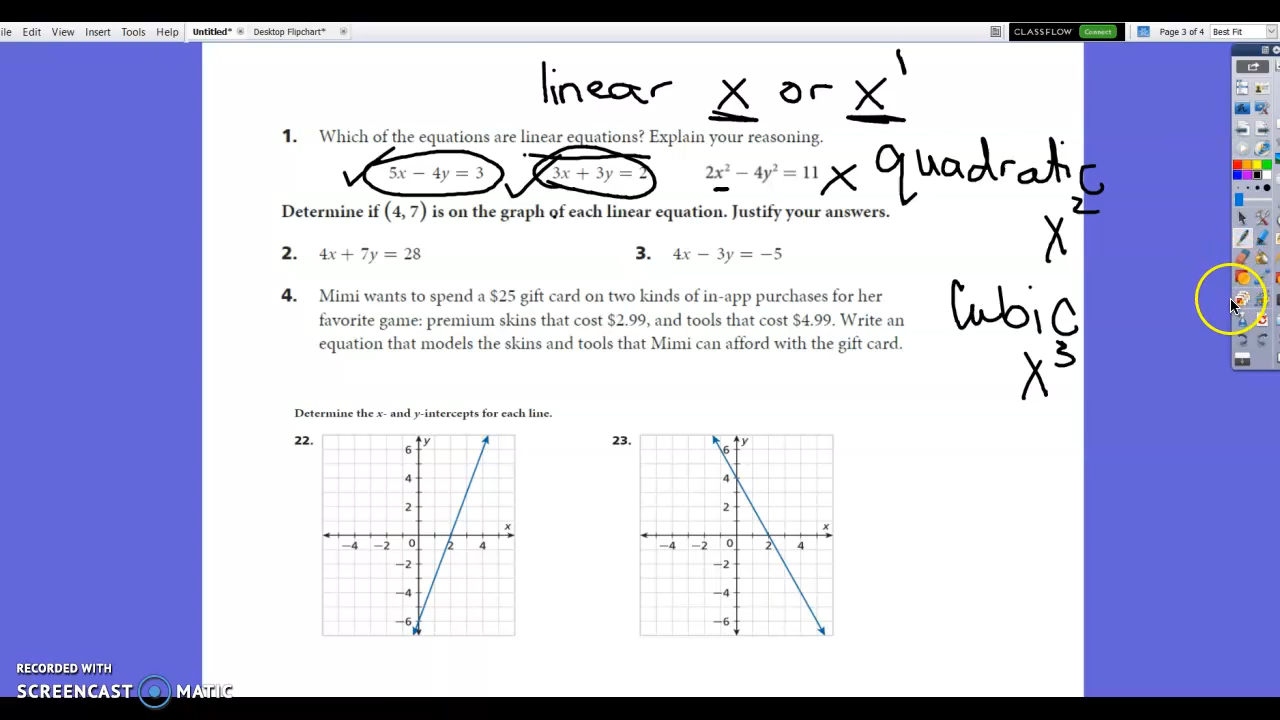 ile Edit View Insert Tools Help Untitled* Desktop Flipchart* CLASSFLOW Connect Page 3 of 4 Best Fit
linear x or x¹
1. Which of the equations are linear equations? Explain your reasoning.
5x − 4y = 3 3x + 3y = 2 2x² − 4y² = 11 x quadratic
x²
Determine if (4, 7) is on the graph of each linear equation. Justify your answers.
2. 4x + 7y = 28 3. 4x − 3y = −5
4. Mimi wants to spend a $25 gift card on two kinds of in-app purchases for her
favorite game: premium skins that cost $2.99, and tools that cost $4.99. Write an
equation that models the skins and tools that Mimi can afford with the gift card.
Cubic
x³
Determine the x- and y-intercepts for each line.
22. 23.
y
6
4
2
x
−4 −2 0 2 4
−2
−4
−6
y
6
4
2
x
−4 −2 0 2 4
−2
−4
−6
RECORDED WITH
SCREENCAST MATIC